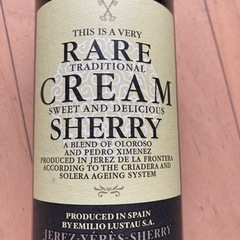 THIS IS A VERY
RARE
TRADITIONAL
CREAM
SWEET AND DELICIOUS
SHERRY
A BLEND OF OLOROSO
AND PEDRO XIMENEZ
PRODUCED IN JEREZ DE LA FRONTERA
ACCORDING TO THE CRIADERA AND
SOLERA AGEING SYSTEM
PRODUCED IN SPAIN
BY EMILIO LUSTAU S.A.
JEREZ-XÉRÈS-SHERRY